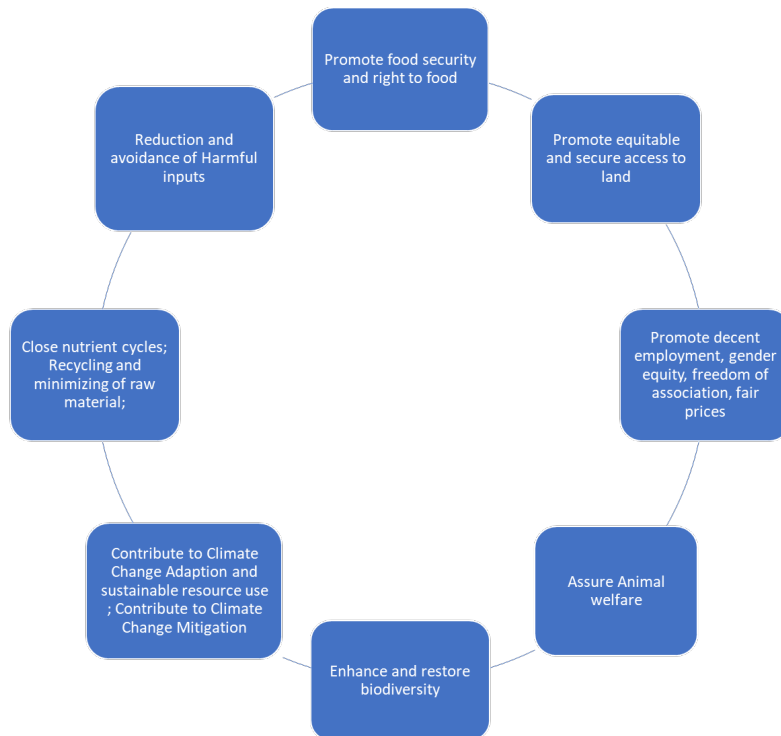 Promote food security
and right to food
Promote equitable
and secure access to
land
Promote decent
employment, gender
equity, freedom of
association, fair
prices
Assure Animal
welfare
Enhance and restore
biodiversity
Contribute to Climate
Change Adaption and
sustainable resource use
; Contribute to Climate
Change Mitigation
Close nutrient cycles;
Recycling and
minimizing of raw
material;
Reduction and
avoidance of Harmful
inputs